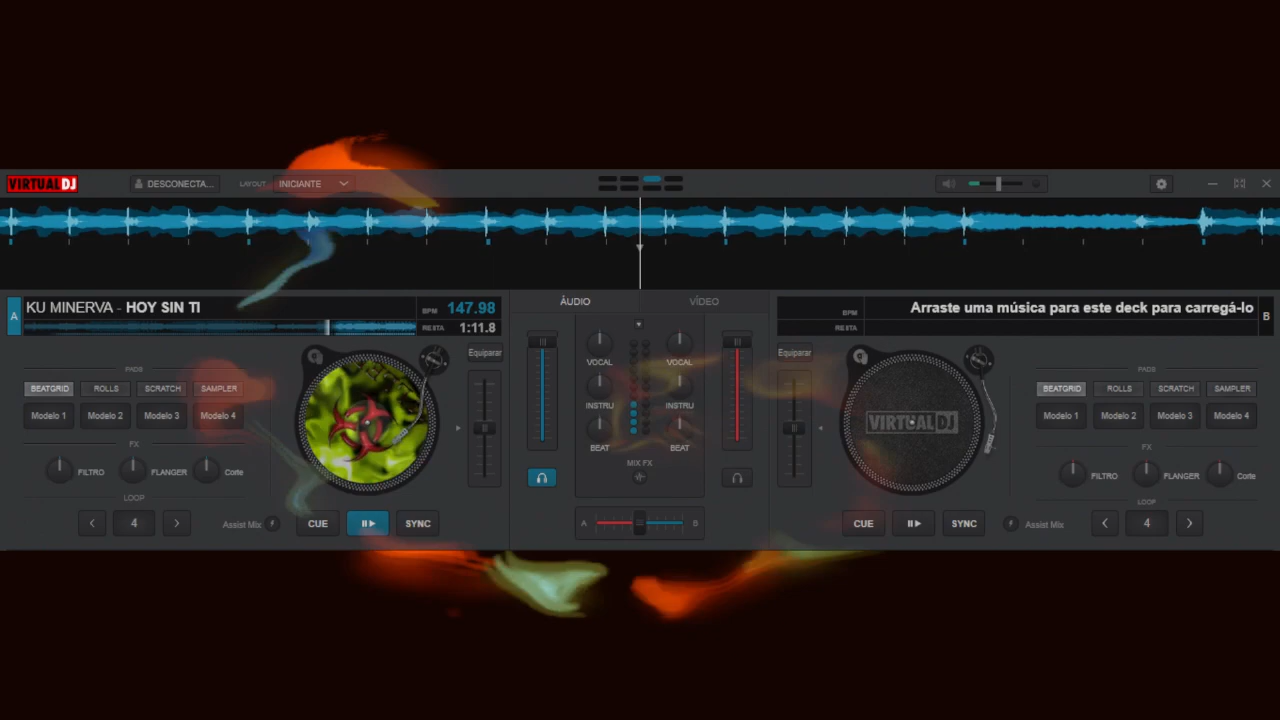 VIRTUALDJ
DESCONECTA...
LAYOUT INICIANTE
A
KU MINERVA - HOY SIN TI
BPM 147.98
RESTA 1:11.8
ÁUDIO VÍDEO
BPM
RESTA
Arraste uma música para este deck para carregá-lo
B
Equiparar
PADS
BEATGRID ROLLS SCRATCH SAMPLER
Modelo 1 Modelo 2 Modelo 3 Modelo 4
FX
FILTRO FLANGER Corte
LOOP
4 Assist Mix CUE SYNC
VOCAL VOCAL
INSTRU INSTRU
BEAT BEAT
MIX FX
A B
Equiparar
VIRTUALDJ
PADS
BEATGRID ROLLS SCRATCH SAMPLER
Modelo 1 Modelo 2 Modelo 3 Modelo 4
FX
FILTRO FLANGER Corte
LOOP
CUE SYNC Assist Mix 4